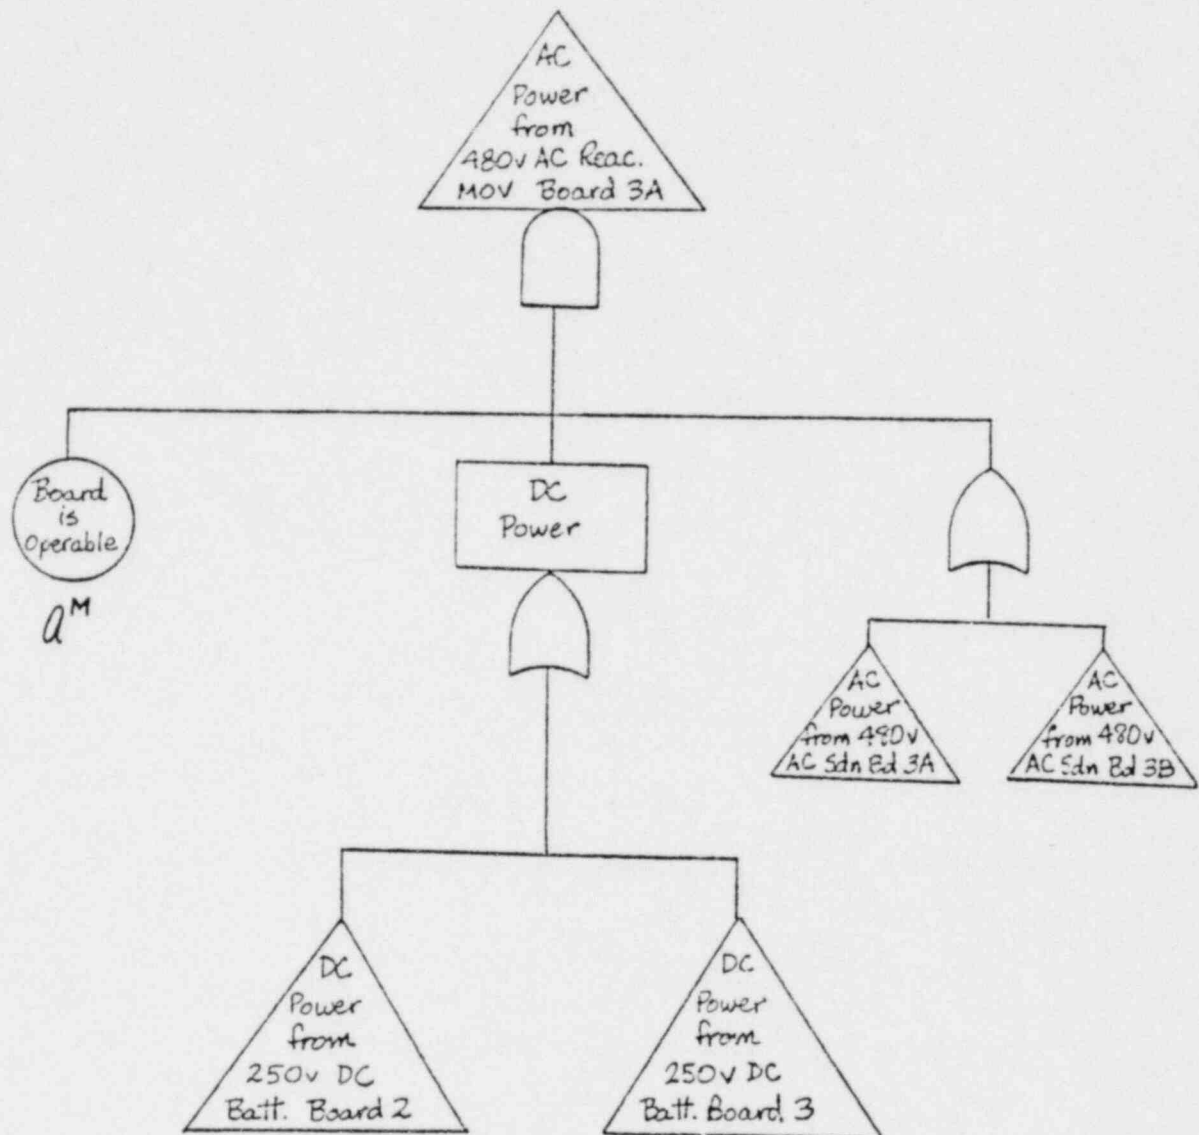 AC
Power
from
480v AC Reac.
MOV Board 3A
Board
is
Operable
a^M
DC
Power
AC
Power
from 480v
AC Sdn Bd 3A
AC
Power
from 480v
AC Sdn Bd 3B
DC
Power
from
250v DC
Batt. Board 2
DC
Power
from
250v DC
Batt. Board 3